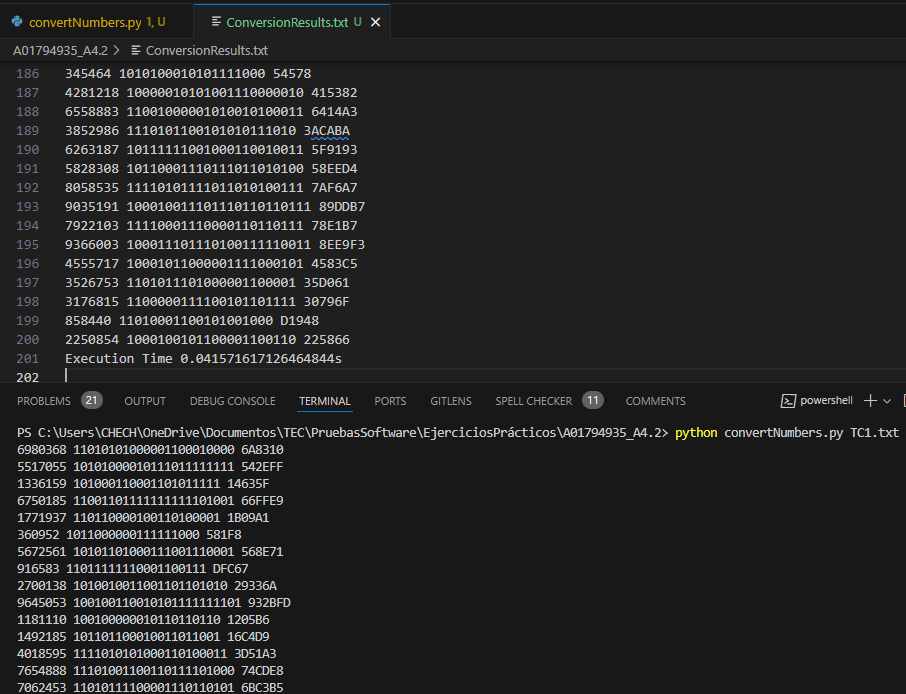 convertNumbers.py 1, U
ConversionResults.txt U
A01794935_A4.2 > ConversionResults.txt
186 345464 1010100010101111000 54578
187 4281218 10000010101001110000010 415382
188 6558883 11001000001010010100011 6414A3
189 3852986 1110101100101010111010 3ACABA
190 6263187 10111111001000110010011 5F9193
191 5828308 10110001110111011010100 58EED4
192 8058535 11110101111011010100111 7AF6A7
193 9035191 100010011101110110110111 89DDB7
194 7922103 11110001110000110110111 78E1B7
195 9366003 100011101110100111110011 8EE9F3
196 4555717 10001011000001111000101 4583C5
197 3526753 1101011101000001100001 35D061
198 3176815 1100000111100101101111 30796F
199 858440 11010001100101001000 D1948
200 2250854 1000100101100001100110 225866
201 Execution Time 0.041571617126464844s
202
PROBLEMS 21 OUTPUT DEBUG CONSOLE TERMINAL PORTS GITLENS SPELL CHECKER 11 COMMENTS powershell
PS C:\Users\CHECH\OneDrive\Documentos\TEC\PruebasSoftware\EjerciciosPrácticos\A01794935_A4.2> python convertNumbers.py TC1.txt
6980368 11010101000001100010000 6A8310
5517055 10101000010111011111111 542EFF
1336159 101000110001101011111 14635F
6750185 11001101111111111101001 66FFE9
1771937 110110000100110100001 1B09A1
360952 1011000000111111000 581F8
5672561 10101101000111001110001 568E71
916583 11011111110001100111 DFC67
2700138 1010010011001101101010 29336A
9645053 100100110010101111111101 932BFD
1181110 100100000010110110110 1205B6
1492185 101101100010011011001 16C4D9
4018595 1111010101000110100011 3D51A3
7654888 11101001100110111101000 74CDE8
7062453 11010111100001110110101 6BC3B5